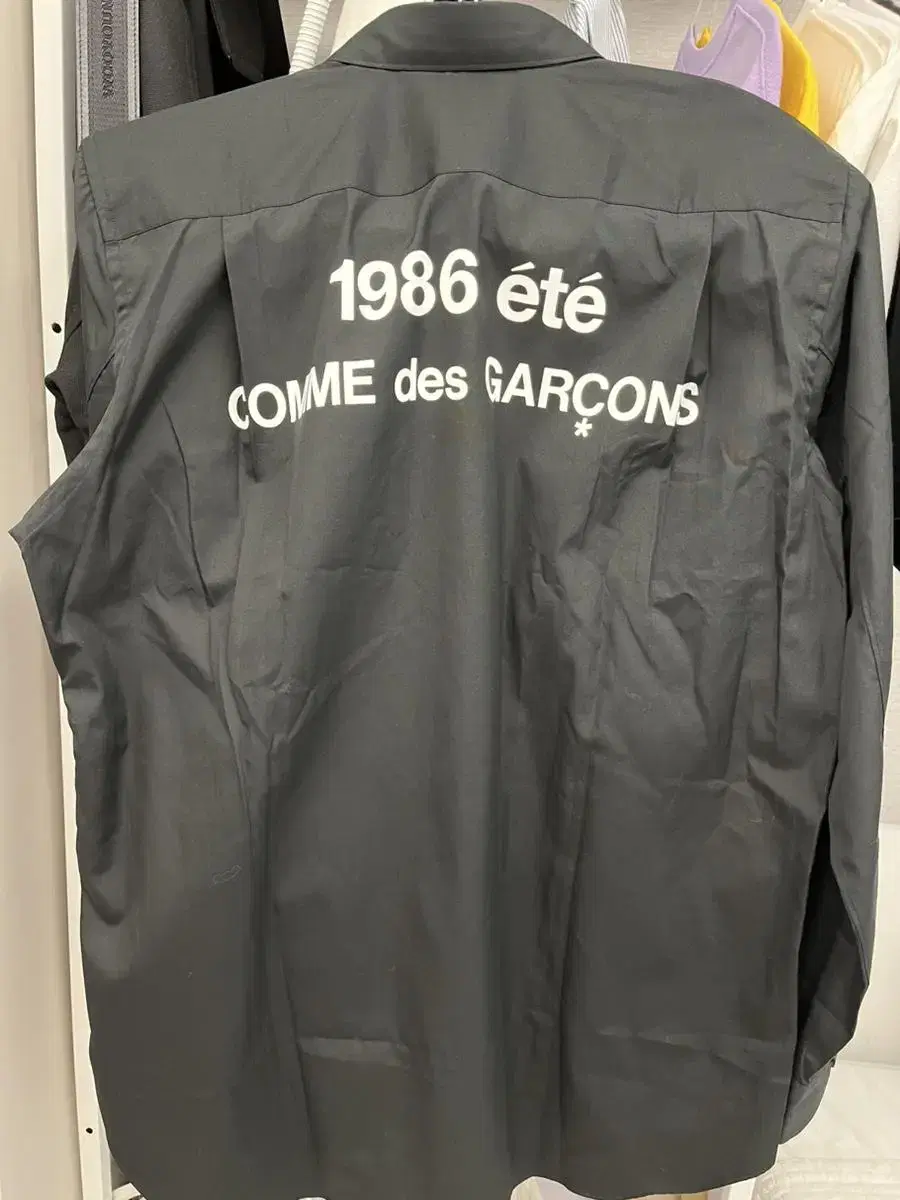 1986 été
COMME des GARÇONS
*